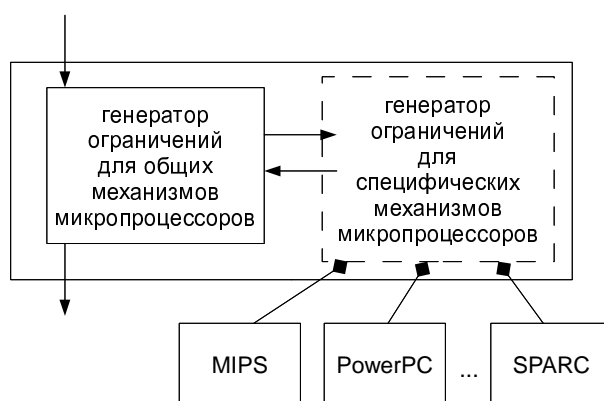 генератор
ограничений
для общих
механизмов
микропроцессоров
генератор
ограничений
для
специфических
механизмов
микропроцессоров
MIPS
PowerPC
...
SPARC